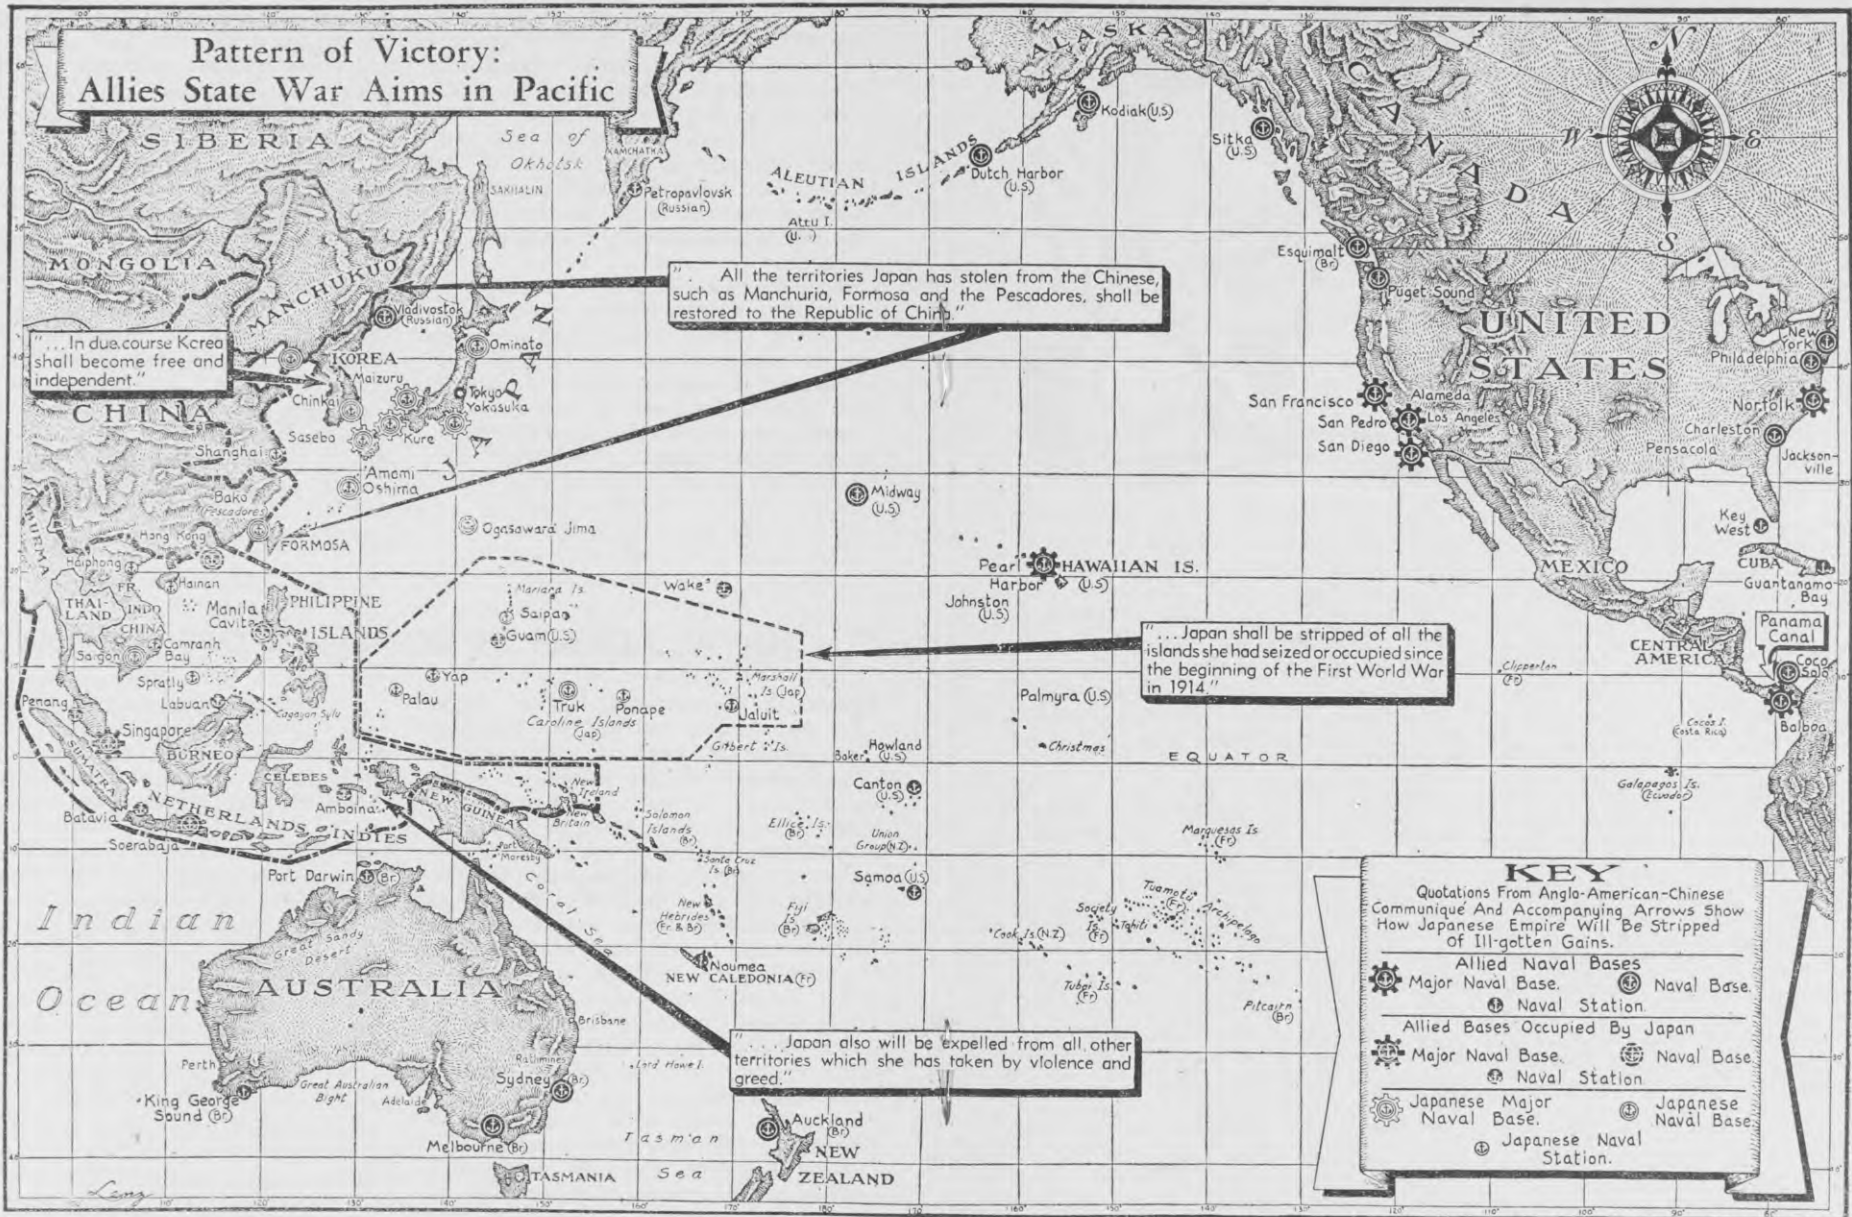 Pattern of Victory:
Allies State War Aims in Pacific
SIBERIA
Sea of
Okhotsk
KAMCHATKA
SAKHALIN
Petropavlovsk
(Russian)
ALASKA
Kodiak (U.S)
Sitka
(U.S)
ALEUTIAN ISLANDS
Dutch Harbor
(U.S)
Attu I.
CANADA
N
W
E
S
MONGOLIA
MANCHUKUO
Vladivostok
(Russian)
". All the territories Japan has stolen from the Chinese,
such as Manchuria, Formosa and the Pescadores, shall be
restored to the Republic of China."
"...In due course Korea
shall become free and
independent."
KOREA
JAPAN
Ominato
Maizuru
Tokyo
Yokasuka
Chinkai
Sasebo
Kure
CHINA
Shanghai
Amami
Oshima
Bako
Pescadores
FORMOSA
Hong Kong
Ogasawara Jima
Esquimalt
(Br)
Puget Sound
UNITED
STATES
New
York
Philadelphia
Norfolk
Charleston
Jackson-
ville
Pensacola
San Francisco
Alameda
San Pedro
Los Angeles
San Diego
Key
West
CUBA
Guantanamo
Bay
MEXICO
Panama
Canal
CENTRAL
AMERICA
Coco
Solo
Balboa
Midway
(U.S)
Pearl
Harbor
HAWAIIAN IS.
(U.S)
Johnston
(U.S)
BURMA
Haiphong
FR.
INDO
CHINA
Hainan
THAI-
LAND
Manila
Cavite
PHILIPPINE
ISLANDS
Camranh
Bay
Saigon
Spratly
Penang
Labuan
Cagayan Sulu
Singapore
BORNEO
SUMATRA
CELEBES
Batavia
NETHERLANDS INDIES
Amboina
Soerabaja
Mariana Is.
Saipan
Guam (U.S)
Wake
Yap
Palau
Truk
Ponape
Caroline Islands
(Jap)
Marshall
Is (Jap)
Jaluit
Gilbert Is.
"...Japan shall be stripped of all the
islands she had seized or occupied since
the beginning of the First World War
in 1914."
Palmyra (U.S)
Christmas
EQUATOR
Clipperton
(Fr)
Cocos I.
(Costa Rica)
Galapagos Is.
(Ecuador)
Howland
Baker
(U.S)
Canton
(U.S)
NEW GUINEA
New
Ireland
New
Britain
Port
Moresby
Solomon
Islands
(Br)
Santa Cruz
Is (Br)
Ellice Is.
(Br)
Union
Group (N.Z)
Samoa (U.S)
Marquesas Is
(Fr)
Port Darwin (Br)
Coral Sea
New
Hebrides
(Fr. & Br)
Fiji
Is.
(Br)
Society
Is.
(Fr)
Tahiti
Tuamotu
(Fr)
Archipelago
Cook Is. (N.Z)
Tubai Is.
(Fr)
Pitcairn
(Br)
Noumea
NEW CALEDONIA (Fr)
Indian
Ocean
Great Sandy
Desert
AUSTRALIA
Brisbane
Perth
Great Australian
Bight
Adelaide
Rathmines
Sydney (Br)
King George
Sound (Br)
Melbourne (Br)
Lord Howe I.
TASMANIA
Tasman
Sea
Auckland
(Br)
NEW
ZEALAND
"....Japan also will be expelled from all other
territories which she has taken by violence and
greed."
KEY
Quotations From Anglo-American-Chinese
Communiqué And Accompanying Arrows Show
How Japanese Empire Will Be Stripped
of Ill-gotten Gains.
Allied Naval Bases
Major Naval Base.
Naval Base.
Naval Station.
Allied Bases Occupied By Japan
Major Naval Base.
Naval Base
Naval Station
Japanese Major
Naval Base.
Japanese
Naval Base
Japanese Naval
Station.